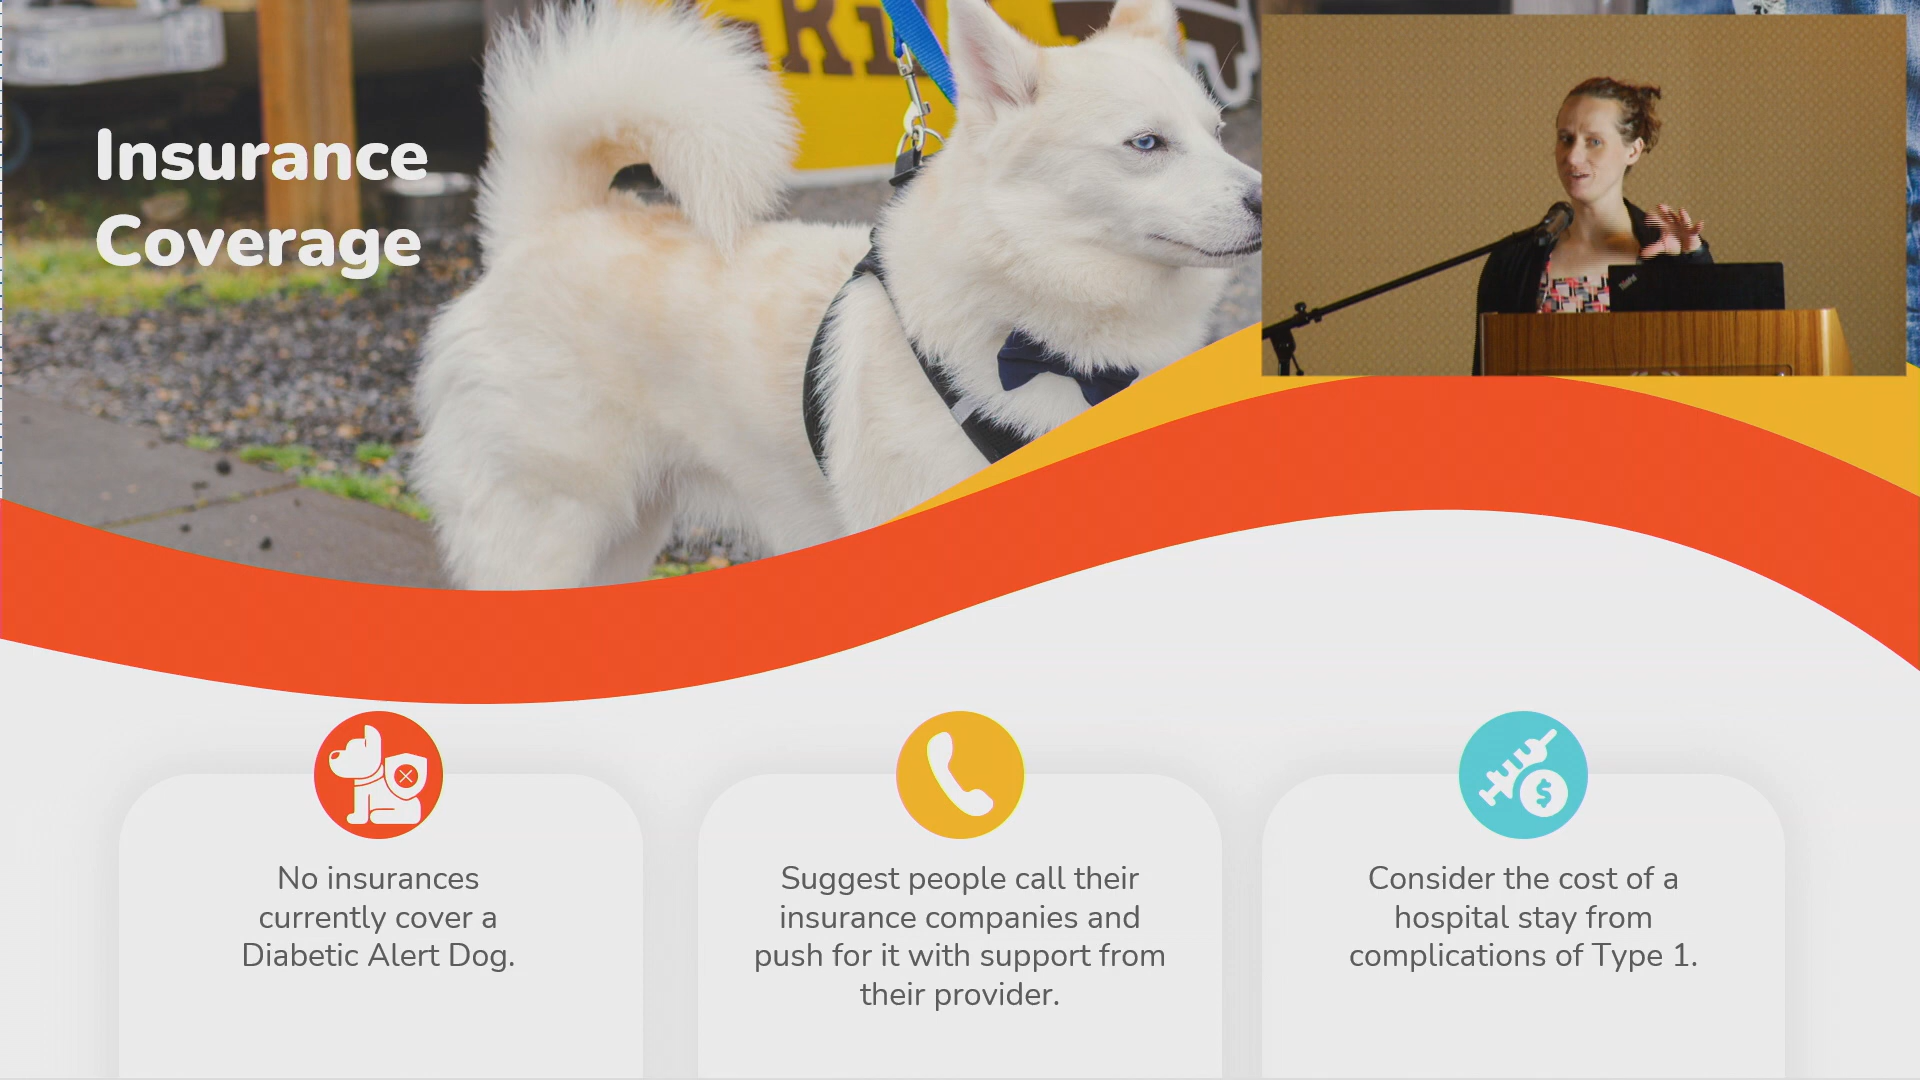 Insurance
Coverage
ThinkPad
No insurances
currently cover a
Diabetic Alert Dog.
Suggest people call their
insurance companies and
push for it with support from
their provider.
Consider the cost of a
hospital stay from
complications of Type 1.
$